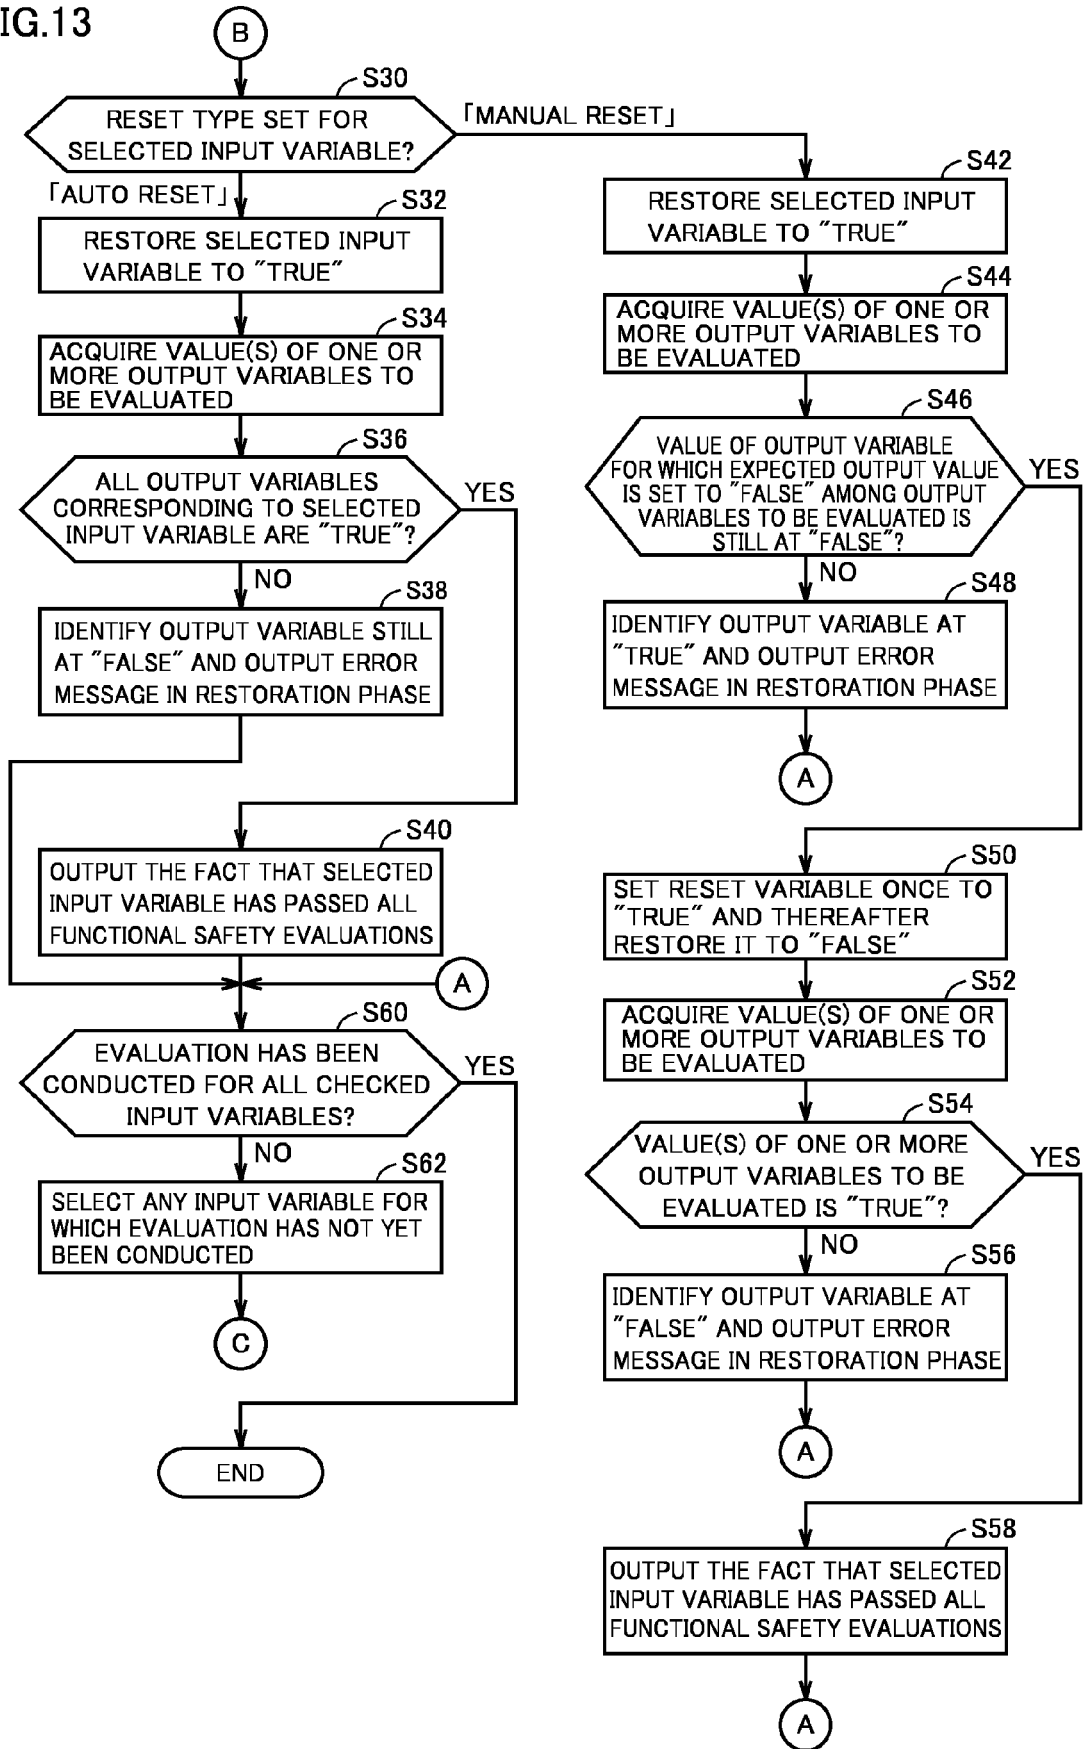 IG.13
B
S30
RESET TYPE SET FOR
SELECTED INPUT VARIABLE?
「MANUAL RESET」
「AUTO RESET」
S32
RESTORE SELECTED INPUT
VARIABLE TO "TRUE"
S34
ACQUIRE VALUE(S) OF ONE OR
MORE OUTPUT VARIABLES TO
BE EVALUATED
S36
ALL OUTPUT VARIABLES
CORRESPONDING TO SELECTED
INPUT VARIABLE ARE "TRUE"?
YES
NO
S38
IDENTIFY OUTPUT VARIABLE STILL
AT "FALSE" AND OUTPUT ERROR
MESSAGE IN RESTORATION PHASE
S40
OUTPUT THE FACT THAT SELECTED
INPUT VARIABLE HAS PASSED ALL
FUNCTIONAL SAFETY EVALUATIONS
A
S60
EVALUATION HAS BEEN
CONDUCTED FOR ALL CHECKED
INPUT VARIABLES?
YES
NO
S62
SELECT ANY INPUT VARIABLE FOR
WHICH EVALUATION HAS NOT YET
BEEN CONDUCTED
C
END
S42
RESTORE SELECTED INPUT
VARIABLE TO "TRUE"
S44
ACQUIRE VALUE(S) OF ONE OR
MORE OUTPUT VARIABLES TO
BE EVALUATED
S46
VALUE OF OUTPUT VARIABLE
FOR WHICH EXPECTED OUTPUT VALUE
IS SET TO "FALSE" AMONG OUTPUT
VARIABLES TO BE EVALUATED IS
STILL AT "FALSE"?
YES
NO
S48
IDENTIFY OUTPUT VARIABLE AT
"TRUE" AND OUTPUT ERROR
MESSAGE IN RESTORATION PHASE
A
S50
SET RESET VARIABLE ONCE TO
"TRUE" AND THEREAFTER
RESTORE IT TO "FALSE"
S52
ACQUIRE VALUE(S) OF ONE OR
MORE OUTPUT VARIABLES TO
BE EVALUATED
S54
VALUE(S) OF ONE OR MORE
OUTPUT VARIABLES TO BE
EVALUATED IS "TRUE"?
YES
NO
S56
IDENTIFY OUTPUT VARIABLE AT
"FALSE" AND OUTPUT ERROR
MESSAGE IN RESTORATION PHASE
A
S58
OUTPUT THE FACT THAT SELECTED
INPUT VARIABLE HAS PASSED ALL
FUNCTIONAL SAFETY EVALUATIONS
A